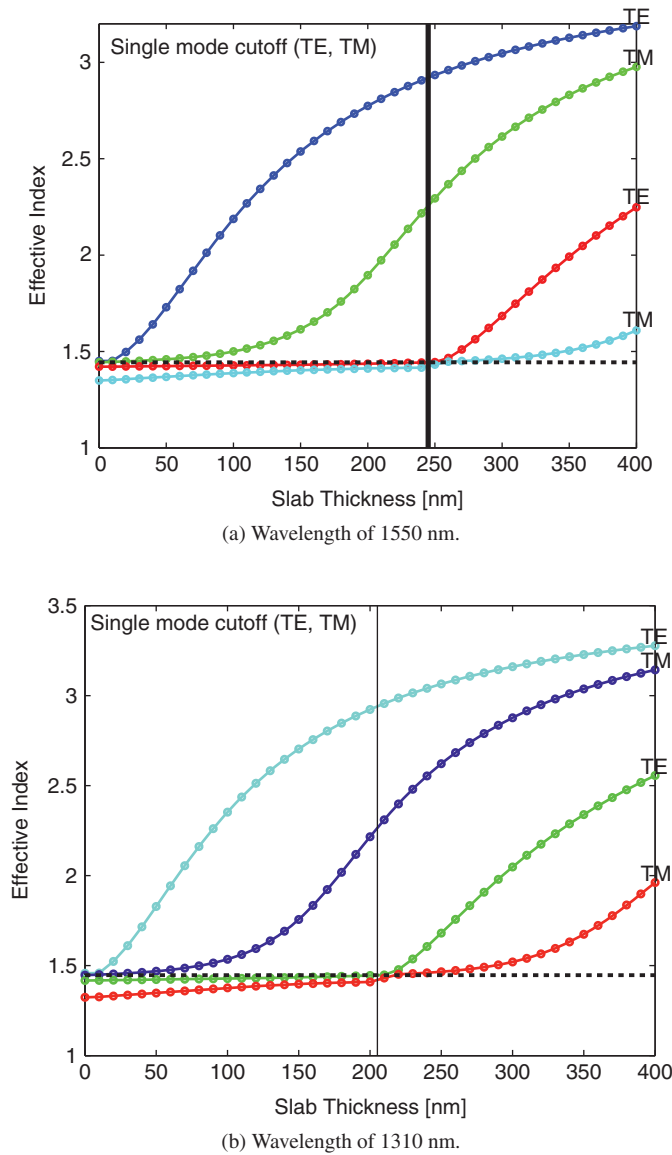 Single mode cutoff (TE, TM)
TE
TM
TE
TM
3
2.5
2
1.5
1
Effective Index
0 50 100 150 200 250 300 350 400
Slab Thickness [nm]
(a) Wavelength of 1550 nm.
3.5
Single mode cutoff (TE, TM)
TE
TM
TE
TM
3
2.5
2
1.5
1
Effective Index
0 50 100 150 200 250 300 350 400
Slab Thickness [nm]
(b) Wavelength of 1310 nm.